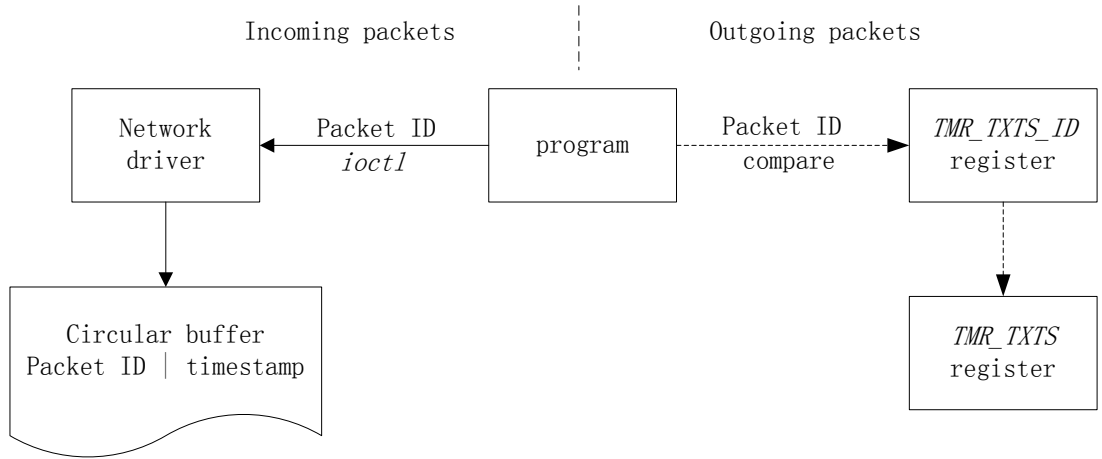 Incoming packets
Outgoing packets
Network
driver
Packet ID
ioctl
program
Packet ID
compare
TMR_TXTS_ID
register
Circular buffer
Packet ID | timestamp
TMR_TXTS
register